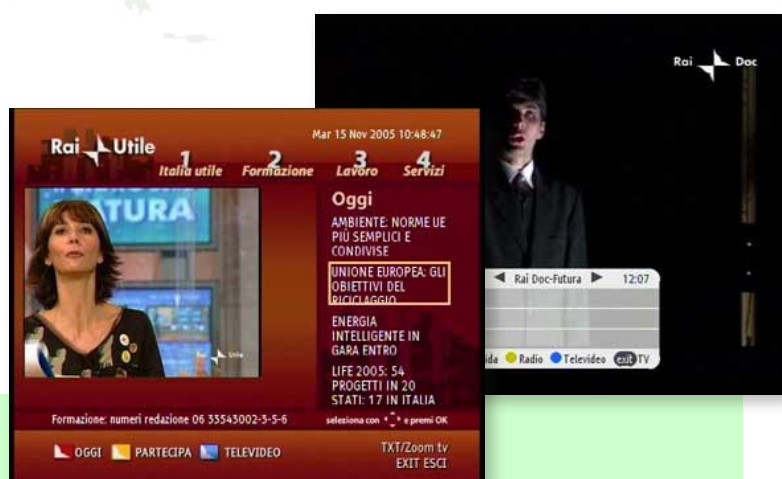 Rai Doc
Rai Utile
Mar 15 Nov 2005 10:48:47
1 2 3 4
Italia utile Formazione Lavoro Servizi
TURA
Oggi
AMBIENTE: NORME UE
PIÙ SEMPLICI E
CONDIVISE
UNIONE EUROPEA: GLI
OBIETTIVI DEL
RICICLAGGIO
ENERGIA
INTELLIGENTE IN
GARA ENTRO
LIFE 2005: 54
PROGETTI IN 20
STATI: 17 IN ITALIA
Rai Utile
Formazione: numeri redazione 06 33543002-3-5-6
seleziona con e premi OK
OGGI PARTECIPA TELEVIDEO
TXT/Zoom tv
EXIT ESCI
Rai Doc-Futura 12:07
ida Radio Televideo exit TV